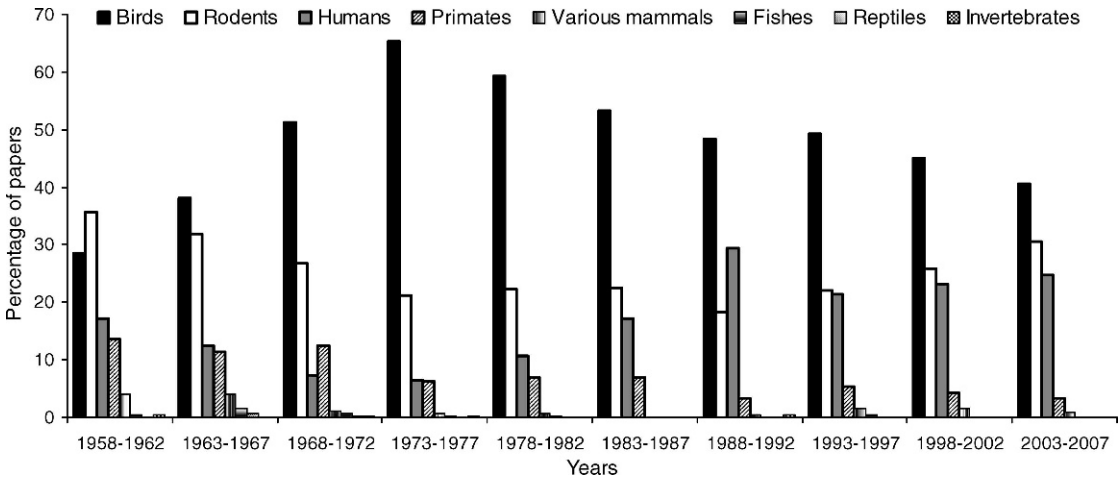 70
Birds Rodents Humans Primates Various mammals Fishes Reptiles Invertebrates
60
50
40
30
20
10
0
Percentage of papers
1958-1962 1963-1967 1968-1972 1973-1977 1978-1982 1983-1987 1988-1992 1993-1997 1998-2002 2003-2007
Years